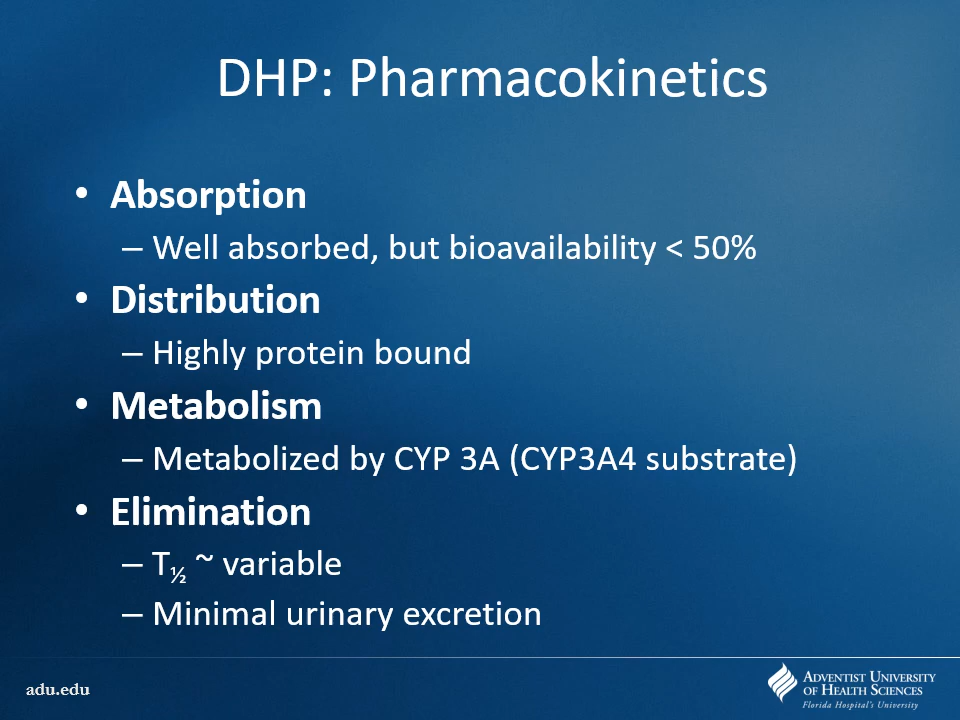 DHP: Pharmacokinetics
• Absorption
– Well absorbed, but bioavailability < 50%
• Distribution
– Highly protein bound
• Metabolism
– Metabolized by CYP 3A (CYP3A4 substrate)
• Elimination
– T½ ~ variable
– Minimal urinary excretion
adu.edu
ADVENTIST UNIVERSITY
OF HEALTH SCIENCES
Florida Hospital's University